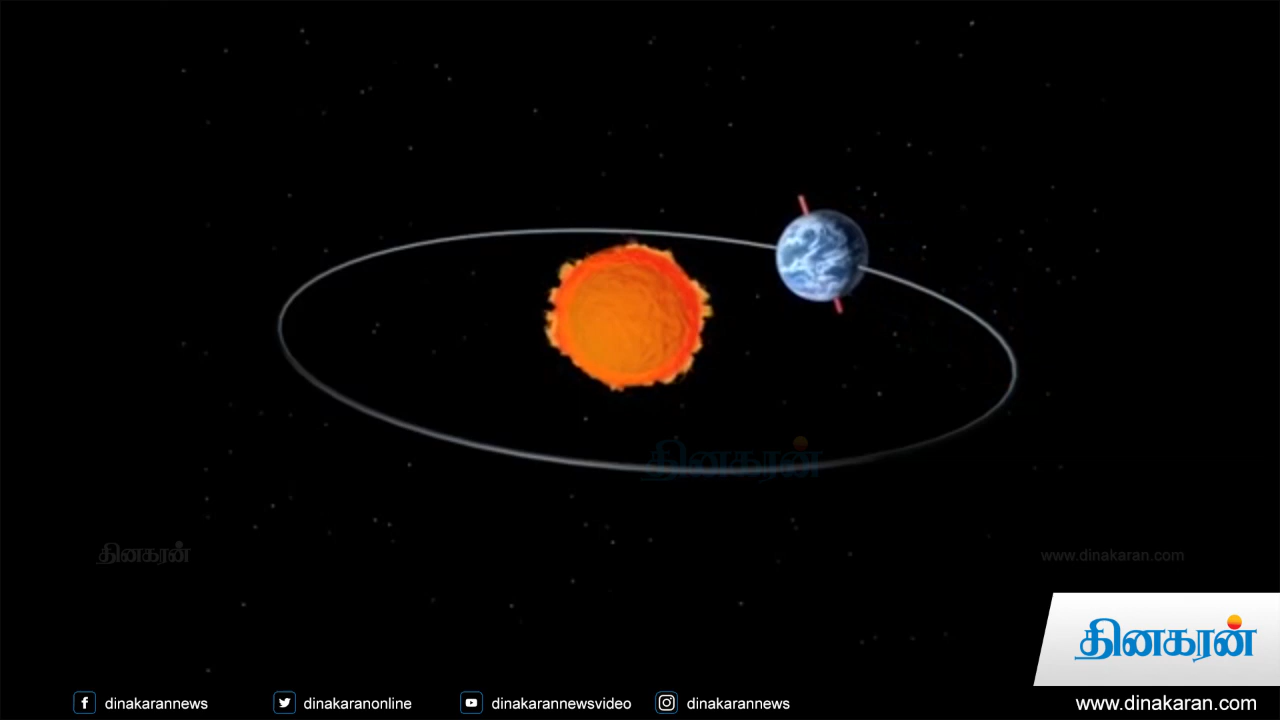 தினகரன்
தினகரன்
www.dinakaran.com
தினகரன்
dinakarannews
dinakaranonline
dinakarannewsvideo
dinakarannews
www.dinakaran.com